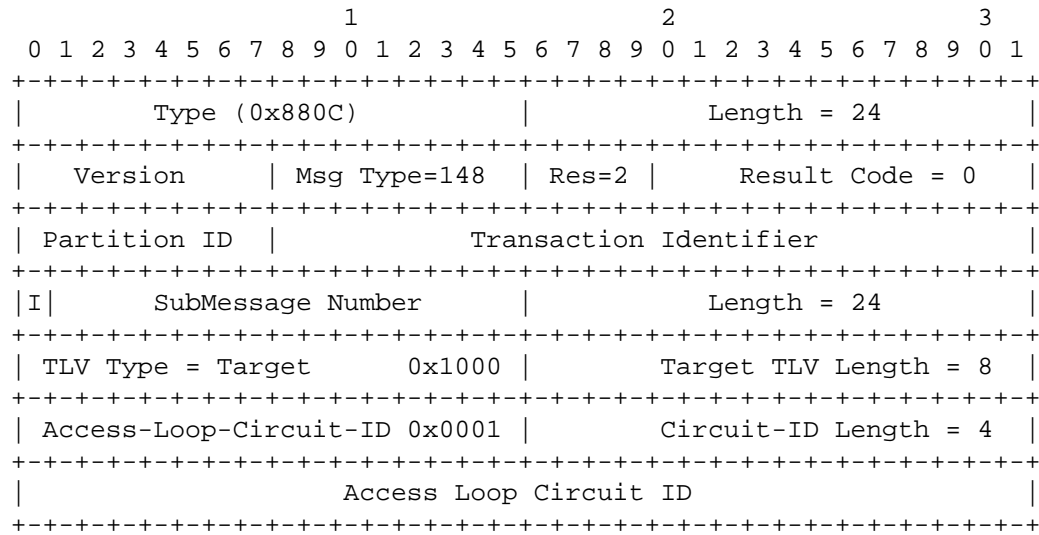 1                   2                   3
 0 1 2 3 4 5 6 7 8 9 0 1 2 3 4 5 6 7 8 9 0 1 2 3 4 5 6 7 8 9 0 1
+-+-+-+-+-+-+-+-+-+-+-+-+-+-+-+-+-+-+-+-+-+-+-+-+-+-+-+-+-+-+-+-+
|        Type (0x880C)          |           Length = 24         |
+-+-+-+-+-+-+-+-+-+-+-+-+-+-+-+-+-+-+-+-+-+-+-+-+-+-+-+-+-+-+-+-+
|   Version     | Msg Type=148  | Res=2 |     Result Code = 0   |
+-+-+-+-+-+-+-+-+-+-+-+-+-+-+-+-+-+-+-+-+-+-+-+-+-+-+-+-+-+-+-+-+
| Partition ID  |            Transaction Identifier             |
+-+-+-+-+-+-+-+-+-+-+-+-+-+-+-+-+-+-+-+-+-+-+-+-+-+-+-+-+-+-+-+-+
|I|      SubMessage Number      |           Length = 24         |
+-+-+-+-+-+-+-+-+-+-+-+-+-+-+-+-+-+-+-+-+-+-+-+-+-+-+-+-+-+-+-+-+
| TLV Type = Target      0x1000 |        Target TLV Length = 8  |
+-+-+-+-+-+-+-+-+-+-+-+-+-+-+-+-+-+-+-+-+-+-+-+-+-+-+-+-+-+-+-+-+
| Access-Loop-Circuit-ID 0x0001 |        Circuit-ID Length = 4  |
+-+-+-+-+-+-+-+-+-+-+-+-+-+-+-+-+-+-+-+-+-+-+-+-+-+-+-+-+-+-+-+-+
|                    Access Loop Circuit ID                     |
+-+-+-+-+-+-+-+-+-+-+-+-+-+-+-+-+-+-+-+-+-+-+-+-+-+-+-+-+-+-+-+-+